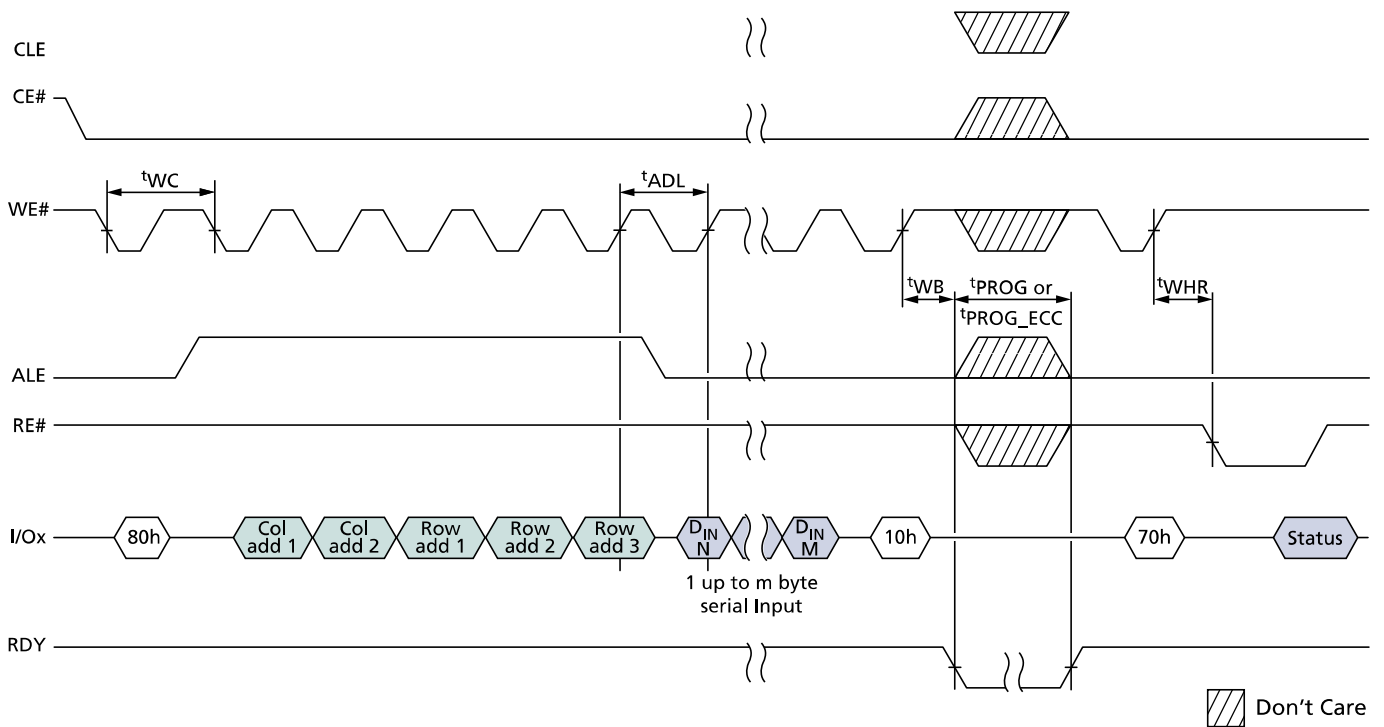 CLE
CE#
tWC
tADL
WE#
tWB
tPROG or
tPROG_ECC
tWHR
ALE
RE#
I/Ox
80h
Col
add 1
Col
add 2
Row
add 1
Row
add 2
Row
add 3
DIN
N
DIN
M
10h
70h
Status
1 up to m byte
serial Input
RDY
Don't Care